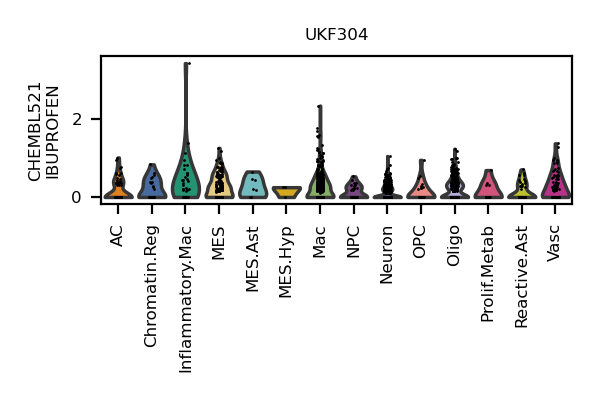 UKF304
CHEMBL521
IBUPROFEN
2
0
AC
Chromatin.Reg
Inflammatory.Mac
MES
MES.Ast
MES.Hyp
Mac
NPC
Neuron
OPC
Oligo
Prolif.Metab
Reactive.Ast
Vasc